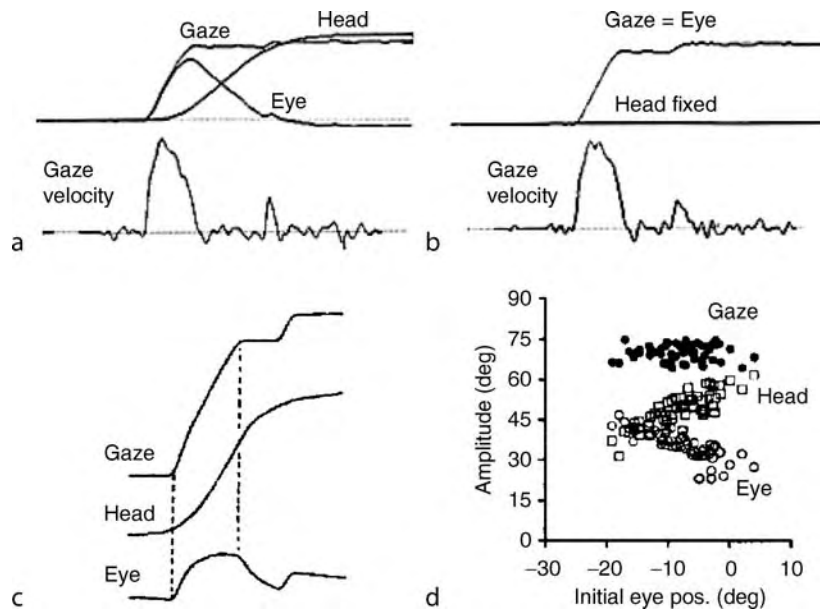 Gaze
Head
Eye
Gaze
velocity
a
Gaze = Eye
Head fixed
Gaze
velocity
b
Gaze
Head
Eye
c
90
75
60
45
30
15
0
Amplitude (deg)
Gaze
Head
Eye
−30 −20 −10 0 10
Initial eye pos. (deg)
d